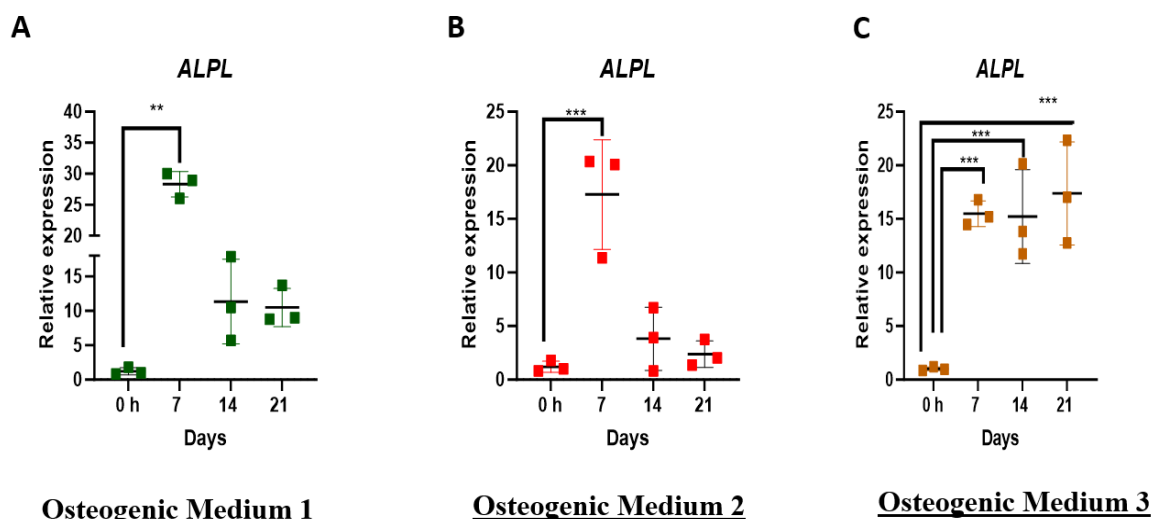 A
ALPL
Relative expression
40
35
30
25
20
15
10
5
0
**
0 h 7 14 21
Days
Osteogenic Medium 1
B
ALPL
Relative expression
25
20
15
10
5
0
***
0 h 7 14 21
Days
Osteogenic Medium 2
C
ALPL
Relative expression
25
20
15
10
5
0
***
***
***
0 h 7 14 21
Days
Osteogenic Medium 3